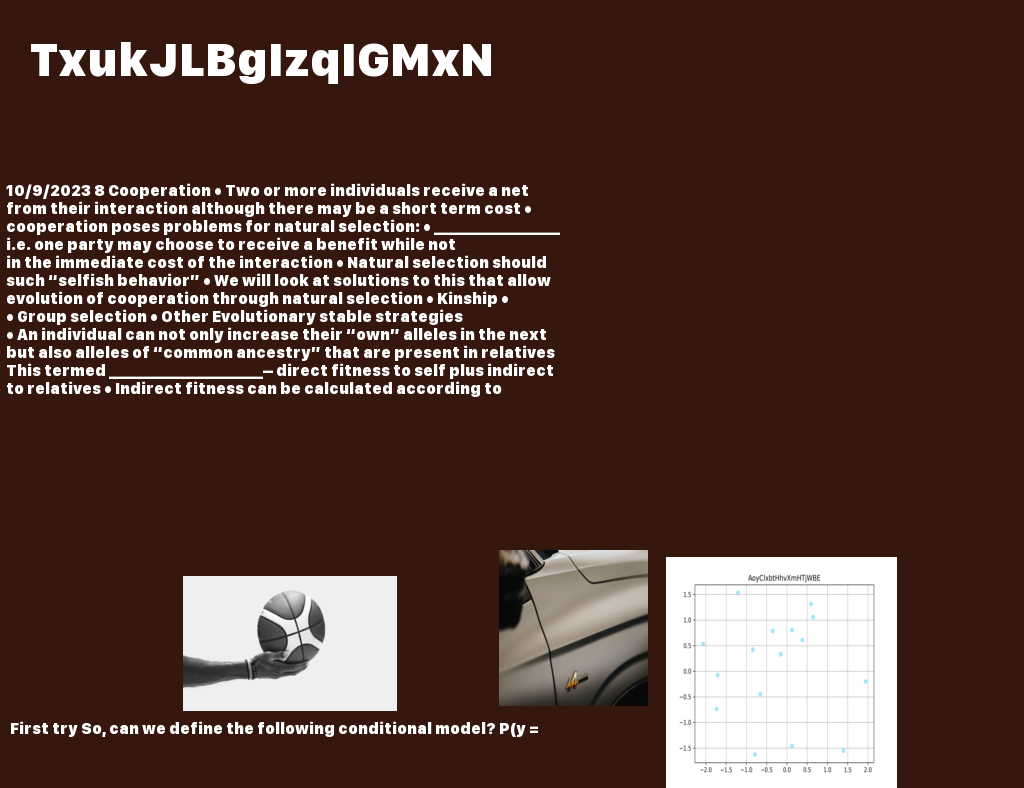 TxukJLBgIzqIGMxN
10/9/2023 8 Cooperation • Two or more individuals receive a net
from their interaction although there may be a short term cost •
cooperation poses problems for natural selection: • ________________
i.e. one party may choose to receive a benefit while not
in the immediate cost of the interaction • Natural selection should
such “selfish behavior” • We will look at solutions to this that allow
evolution of cooperation through natural selection • Kinship •
• Group selection • Other Evolutionary stable strategies
• An individual can not only increase their “own” alleles in the next
but also alleles of “common ancestry” that are present in relatives
This termed ____________________– direct fitness to self plus indirect
to relatives • Indirect fitness can be calculated according to
AoyClxbtHhvXmHTjWBE
1.5
1.0
0.5
0.0
−0.5
−1.0
−1.5
−2.0 −1.5 −1.0 −0.5 0.0 0.5 1.0 1.5 2.0
First try So, can we define the following conditional model? P(y =